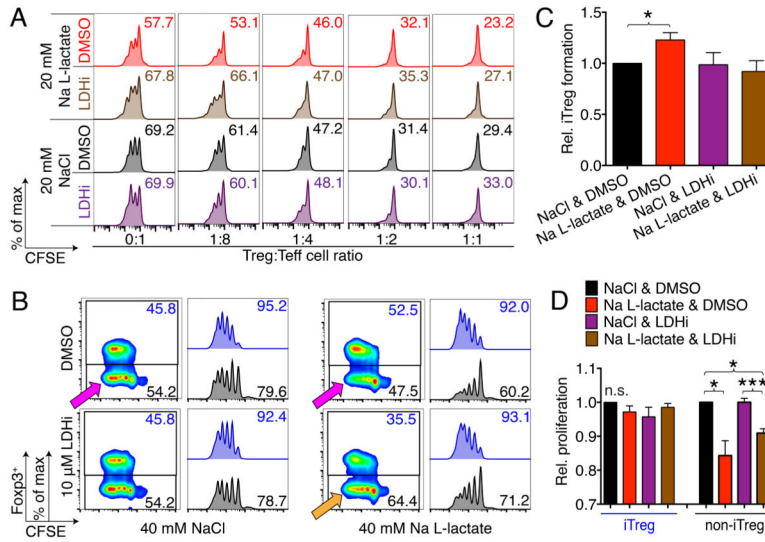 A
20 mM
Na L-lactate
DMSO
57.7
53.1
46.0
32.1
23.2
LDHi
67.8
66.1
47.0
35.3
27.1
20 mM
NaCl
DMSO
69.2
61.4
47.2
31.4
29.4
LDHi
69.9
60.1
48.1
30.1
33.0
% of max
CFSE
0:1
1:8
1:4
1:2
1:1
Treg:Teff cell ratio
B
DMSO
45.8
95.2
52.5
92.0
54.2
79.6
47.5
60.2
10 µM LDHi
45.8
92.4
35.5
93.1
54.2
78.7
64.4
71.2
Foxp3⁺
% of max
CFSE
40 mM NaCl
40 mM Na L-lactate
C
Rel. iTreg formation
1.5
1.0
0.5
0.0
*
NaCl & DMSO
Na L-lactate & DMSO
NaCl & LDHi
Na L-lactate & LDHi
D
NaCl & DMSO
Na L-lactate & DMSO
NaCl & LDHi
Na L-lactate & LDHi
Rel. proliferation
1.1
1.0
0.9
0.8
0.7
n.s.
*
*
***
iTreg
non-iTreg